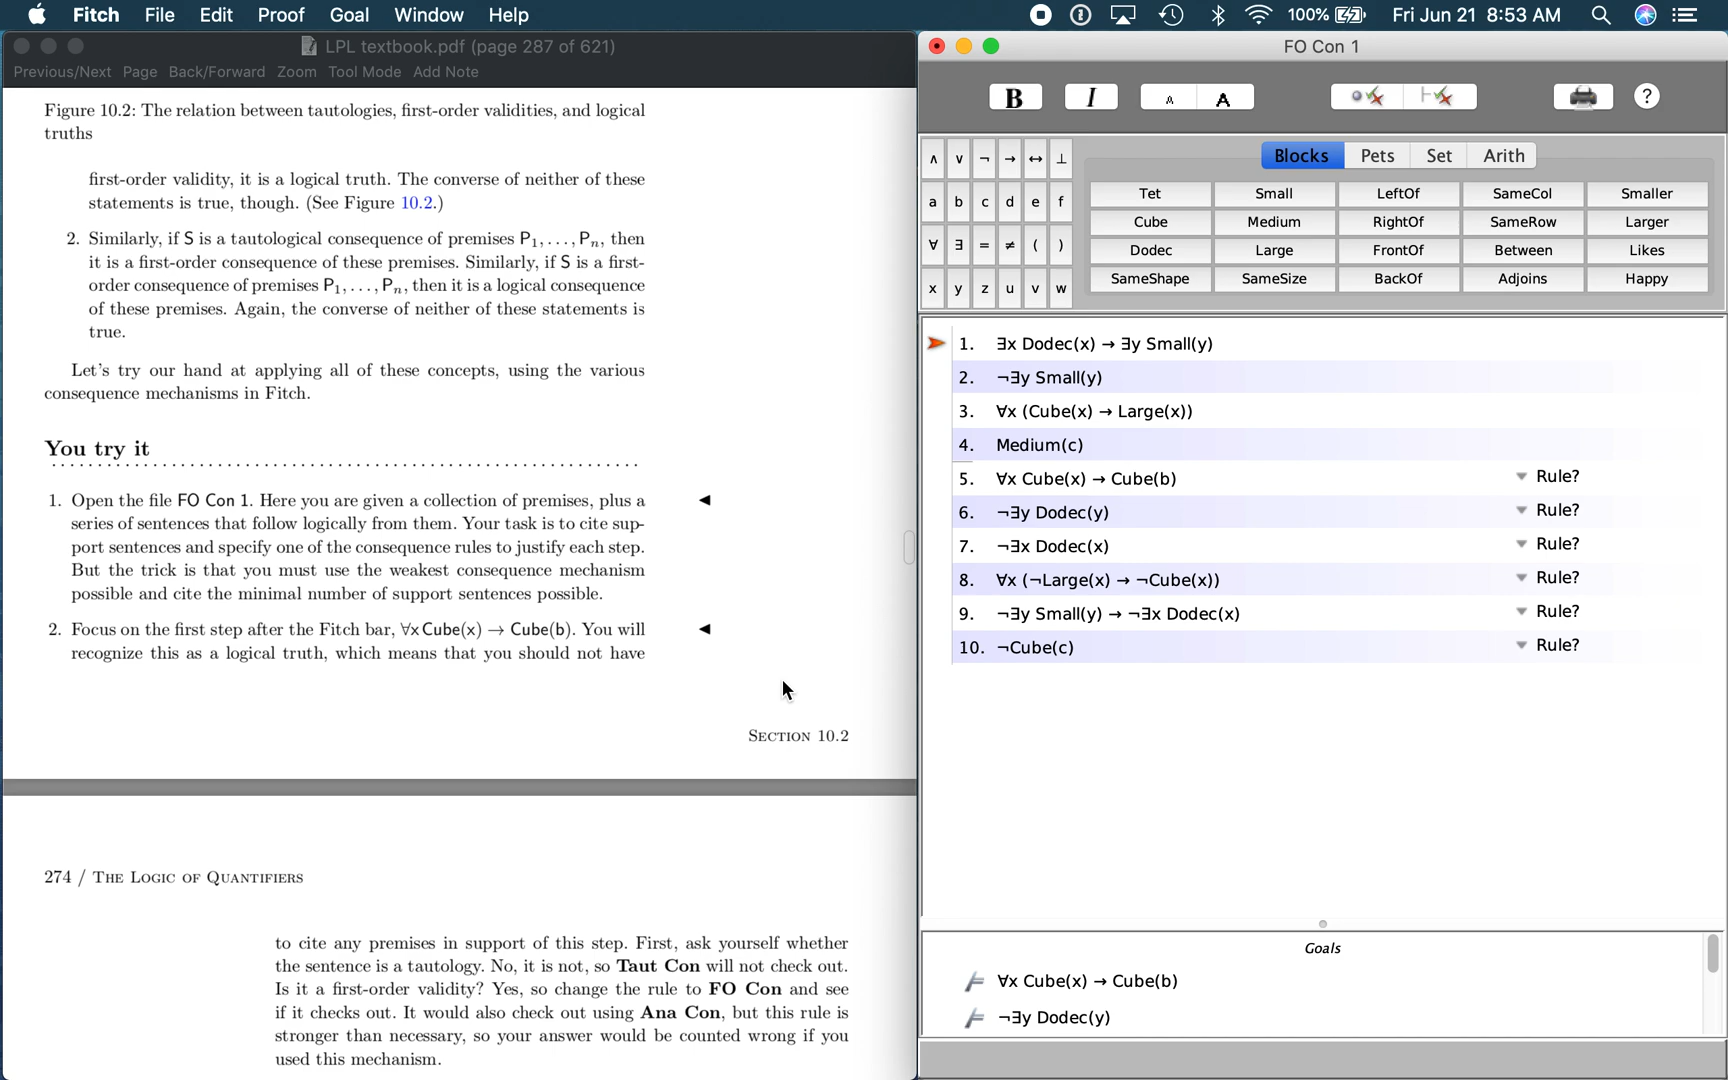 Fitch File Edit Proof Goal Window Help 100% Fri Jun 21 8:53 AM
LPL textbook.pdf (page 287 of 621)
Previous/Next Page Back/Forward Zoom Tool Mode Add Note
Figure 10.2: The relation between tautologies, first-order validities, and logical
truths
first-order validity, it is a logical truth. The converse of neither of these
statements is true, though. (See Figure 10.2.)
2. Similarly, if S is a tautological consequence of premises P₁, . . . , Pₙ, then
it is a first-order consequence of these premises. Similarly, if S is a first-
order consequence of premises P₁, . . . , Pₙ, then it is a logical consequence
of these premises. Again, the converse of neither of these statements is
true.
Let's try our hand at applying all of these concepts, using the various
consequence mechanisms in Fitch.
You try it
1. Open the file FO Con 1. Here you are given a collection of premises, plus a
series of sentences that follow logically from them. Your task is to cite sup-
port sentences and specify one of the consequence rules to justify each step.
But the trick is that you must use the weakest consequence mechanism
possible and cite the minimal number of support sentences possible.
2. Focus on the first step after the Fitch bar, ∀x Cube(x) → Cube(b). You will
recognize this as a logical truth, which means that you should not have
SECTION 10.2
274 / THE LOGIC OF QUANTIFIERS
to cite any premises in support of this step. First, ask yourself whether
the sentence is a tautology. No, it is not, so Taut Con will not check out.
Is it a first-order validity? Yes, so change the rule to FO Con and see
if it checks out. It would also check out using Ana Con, but this rule is
stronger than necessary, so your answer would be counted wrong if you
used this mechanism.
FO Con 1
B I A A ?
∧ ∨ ¬ → ↔ ⊥
a b c d e f
∀ ∃ = ≠ ( )
x y z u v w
Blocks Pets Set Arith
Tet Small LeftOf SameCol Smaller
Cube Medium RightOf SameRow Larger
Dodec Large FrontOf Between Likes
SameShape SameSize BackOf Adjoins Happy
1. ∃x Dodec(x) → ∃y Small(y)
2. ¬∃y Small(y)
3. ∀x (Cube(x) → Large(x))
4. Medium(c)
5. ∀x Cube(x) → Cube(b) Rule?
6. ¬∃y Dodec(y) Rule?
7. ¬∃x Dodec(x) Rule?
8. ∀x (¬Large(x) → ¬Cube(x)) Rule?
9. ¬∃y Small(y) → ¬∃x Dodec(x) Rule?
10. ¬Cube(c) Rule?
Goals
∀x Cube(x) → Cube(b)
¬∃y Dodec(y)